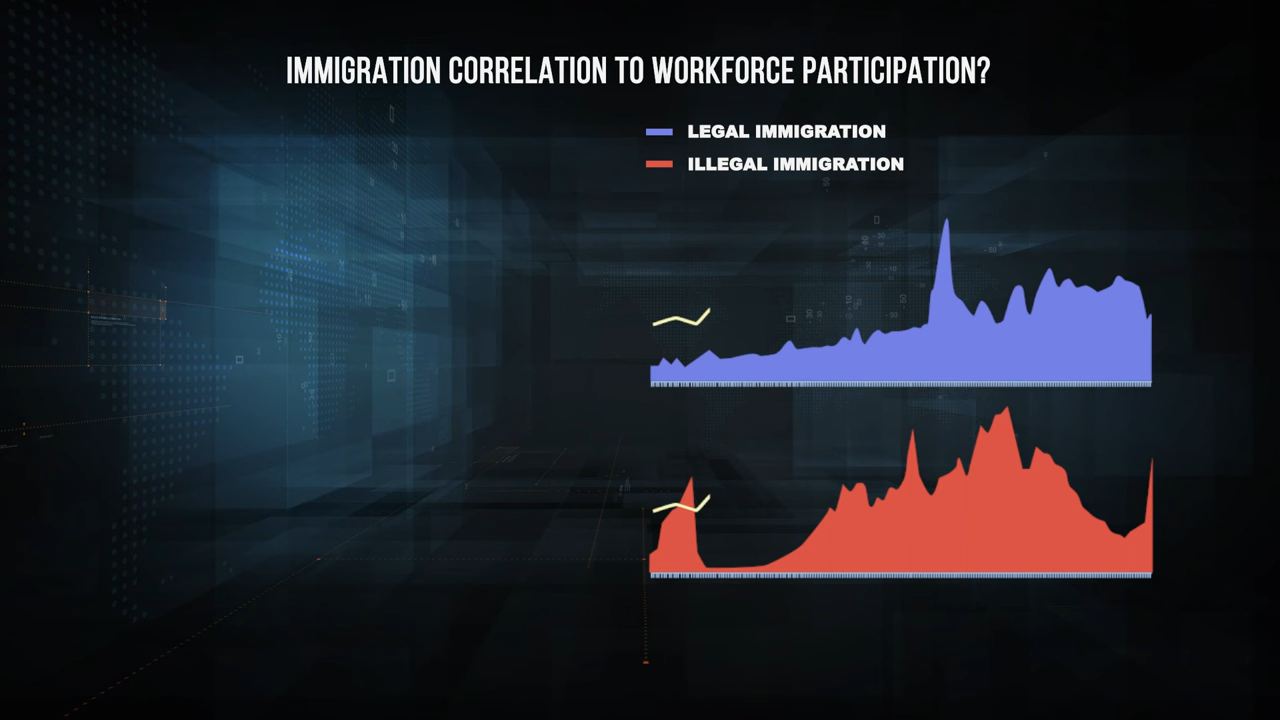 IMMIGRATION CORRELATION TO WORKFORCE PARTICIPATION?
LEGAL IMMIGRATION
ILLEGAL IMMIGRATION